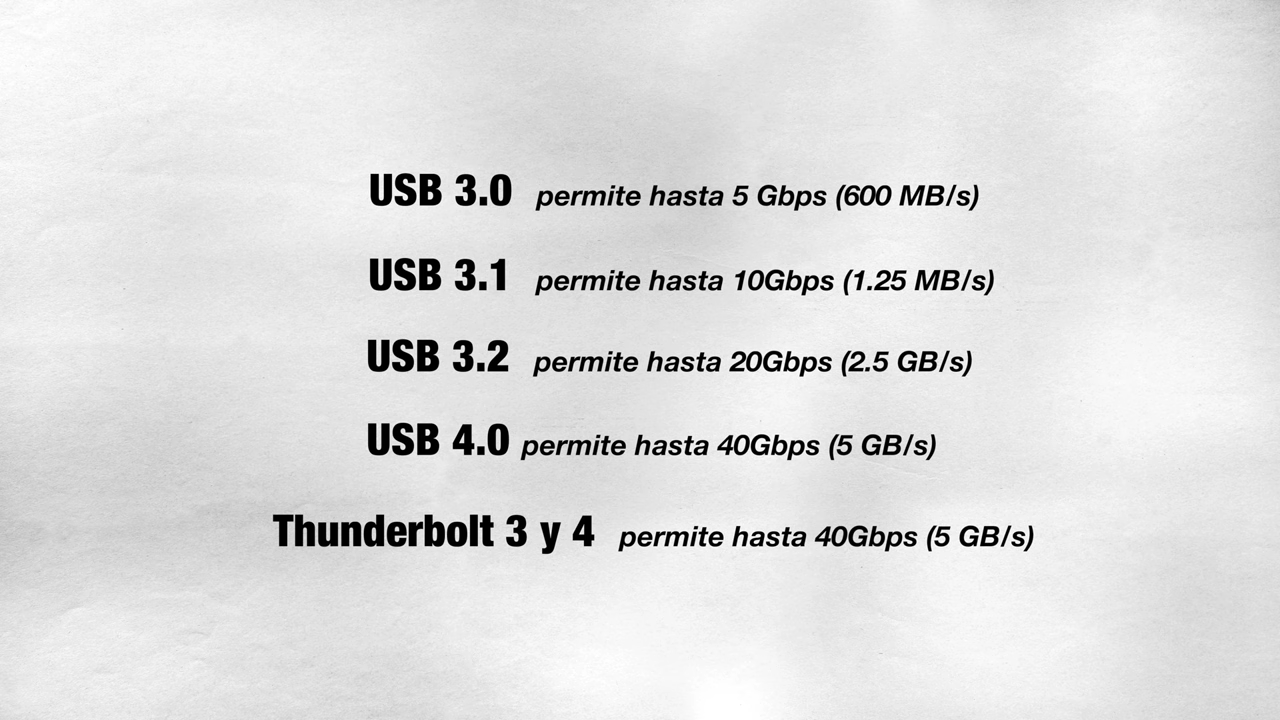 USB 3.0 permite hasta 5 Gbps (600 MB/s)
USB 3.1 permite hasta 10Gbps (1.25 MB/s)
USB 3.2 permite hasta 20Gbps (2.5 GB/s)
USB 4.0 permite hasta 40Gbps (5 GB/s)
Thunderbolt 3 y 4 permite hasta 40Gbps (5 GB/s)